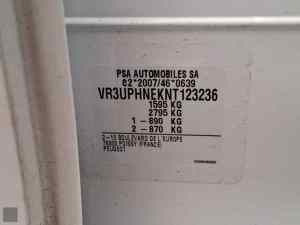 PSA AUTOMOBILES SA
e2*2007/46*0639
VR3UPHNEKNT123236
1595 KG
2795 KG
1 - 890 KG
2 - 870 KG
2-10 BOULEVARD DE L'EUROPE
78300 POISSY (FRANCE)
PEUGEOT